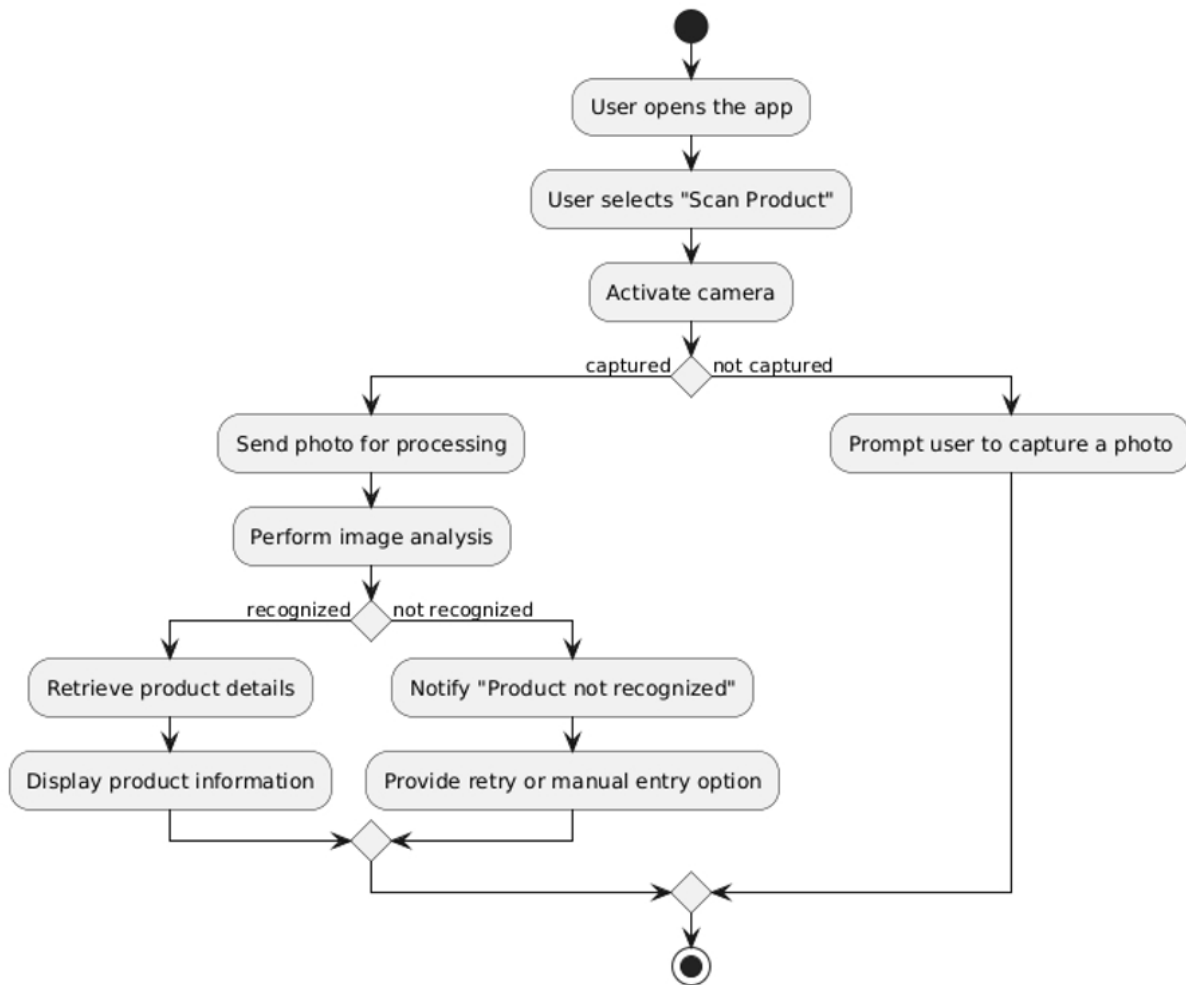 User opens the app
User selects "Scan Product"
Activate camera
captured
not captured
Send photo for processing
Prompt user to capture a photo
Perform image analysis
recognized
not recognized
Retrieve product details
Notify "Product not recognized"
Display product information
Provide retry or manual entry option